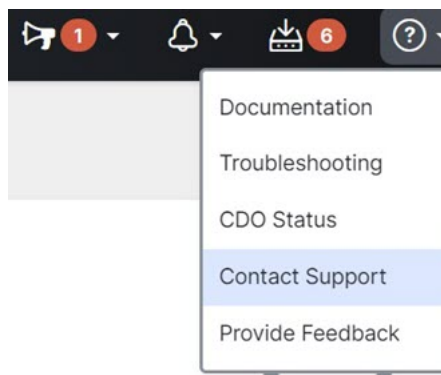 1
6
?
Documentation
Troubleshooting
CDO Status
Contact Support
Provide Feedback